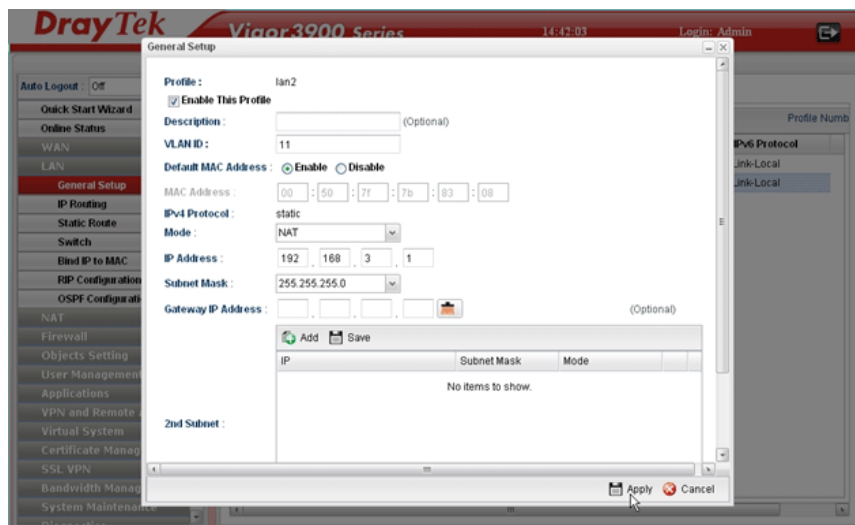 DrayTek Vigor3900 Series 14:42:03 Login: Admin
General Setup
Auto Logout : Off
Quick Start Wizard
Online Status
WAN
LAN
General Setup
IP Routing
Static Route
Switch
Bind IP to MAC
RIP Configuration
OSPF Configurati
NAT
Firewall
Objects Setting
User Management
Applications
VPN and Remote
Virtual System
Certificate Manag
SSL VPN
Bandwidth Manag
System Maintenance
Diagnostics
Profile : lan2
Enable This Profile
Description : (Optional)
VLAN ID : 11
Default MAC Address : Enable Disable
MAC Address : 00 : 50 : 7f : 7b : 83 : 08
IPv4 Protocol : static
Mode : NAT
IP Address : 192 . 168 . 3 . 1
Subnet Mask : 255.255.255.0
Gateway IP Address : . . . (Optional)
Add Save
IP Subnet Mask Mode
No items to show.
2nd Subnet :
Apply Cancel
Profile Numb
IPv6 Protocol
Link-Local
Link-Local